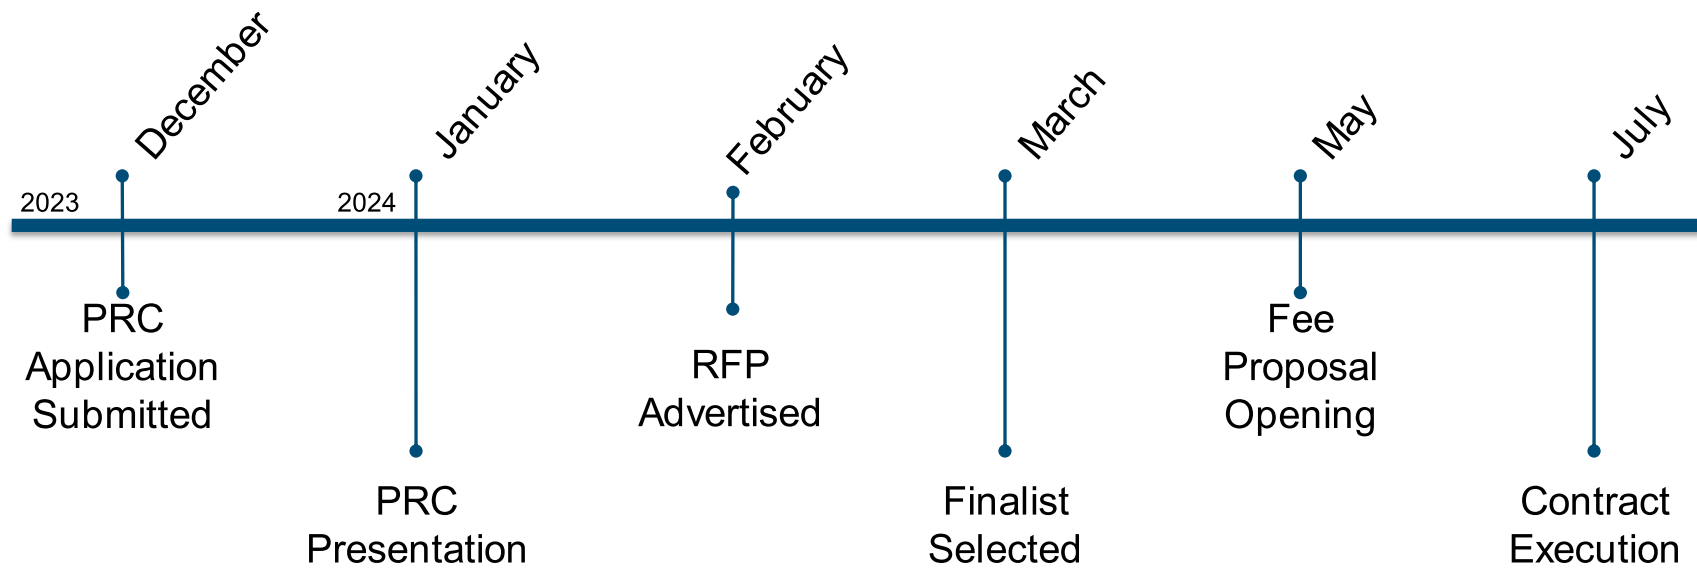 December
January
February
March
May
July
2023
2024
PRC
Application
Submitted
PRC
Presentation
RFP
Advertised
Finalist
Selected
Fee
Proposal
Opening
Contract
Execution